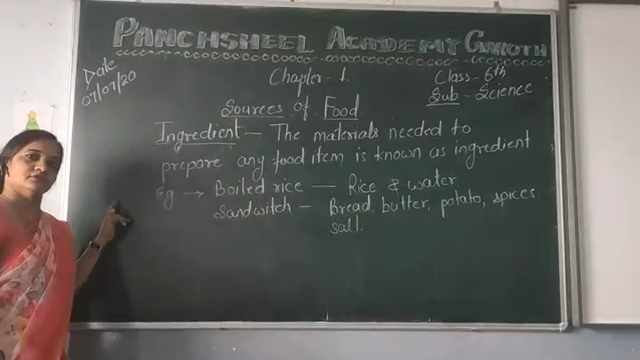 PANCHSHEEL ACADEMY GAROTH
Date
07/07/20
Chapter - 1.
Class - 6th
Sub - Science
Sources of Food
Ingredient — The materials needed to
prepare any food item is known as ingredient
Eg → Boiled rice — Rice & water
Sandwitch — Bread, butter, potato, spices
salt.